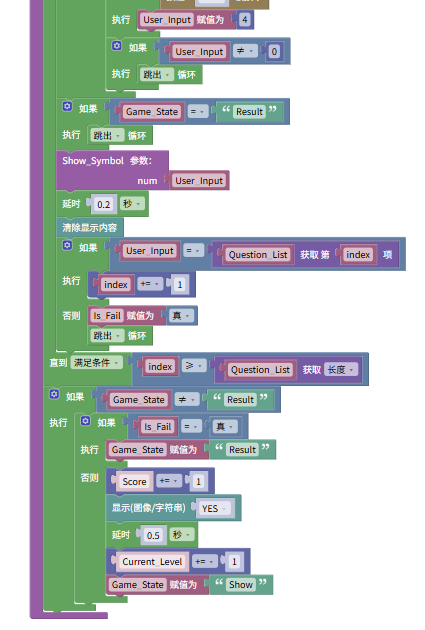 执行 User_Input 赋值为 4
如果 User_Input ≠ 0
执行 跳出 循环
如果 Game_State = “ Result ”
执行 跳出 循环
Show_Symbol 参数:
num User_Input
延时 0.2 秒
清除显示内容
如果 User_Input = Question_List 获取 第 index 项
执行 index += 1
否则 Is_Fail 赋值为 真
跳出 循环
直到 满足条件 index ≥ Question_List 获取 长度
如果 Game_State ≠ “ Result ”
执行 如果 Is_Fail = 真
执行 Game_State 赋值为 “ Result ”
否则 Score += 1
显示(图像/字符串) YES
延时 0.5 秒
Current_Level += 1
Game_State 赋值为 “ Show ”